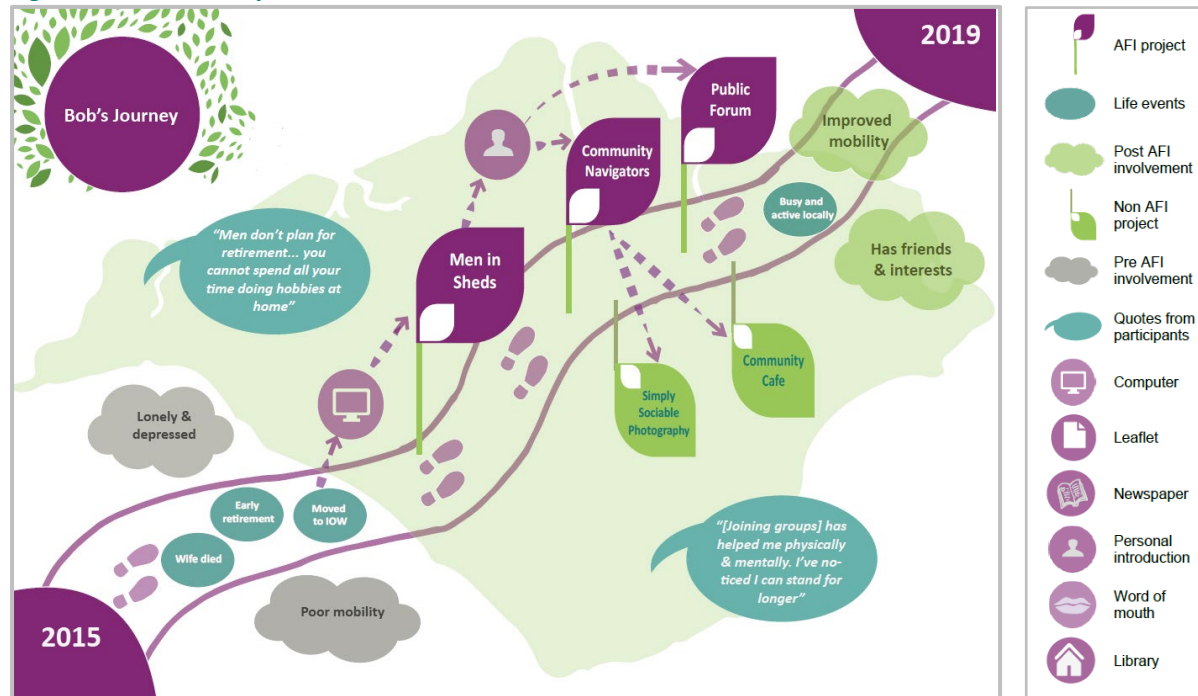 Bob's Journey
2019
Public
Forum
Improved
mobility
Community
Navigators
Busy and
active locally
"Men don't plan for
retirement... you
cannot spend all your
time doing hobbies at
home"
Men in
Sheds
Has friends
& interests
Community
Cafe
Simply
Sociable
Photography
Lonely &
depressed
Early
retirement
Moved
to IOW
Wife died
"[Joining groups] has
helped me physically
& mentally. I've no-
ticed I can stand for
longer"
Poor mobility
2015
AFI project
Life events
Post AFI
involvement
Non AFI
project
Pre AFI
involvement
Quotes from
participants
Computer
Leaflet
Newspaper
Personal
introduction
Word of
mouth
Library